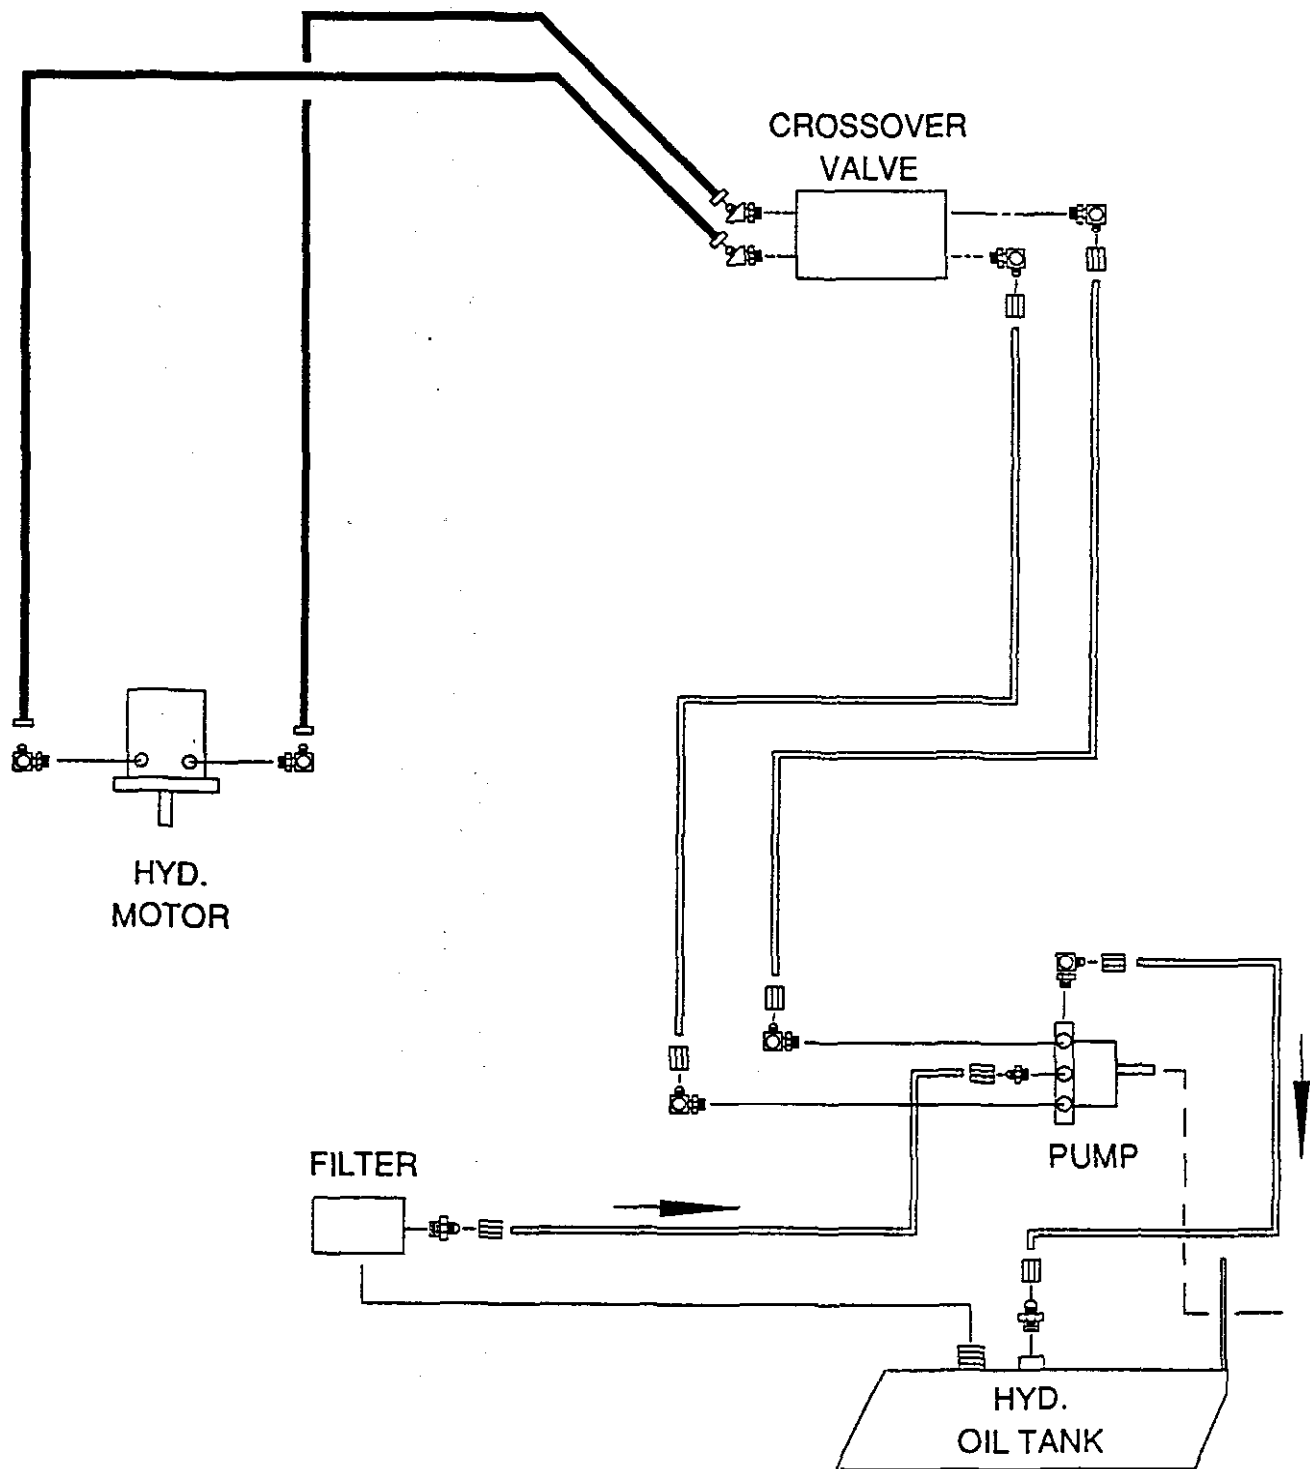 CROSSOVER
VALVE
HYD.
MOTOR
PUMP
FILTER
HYD.
OIL TANK